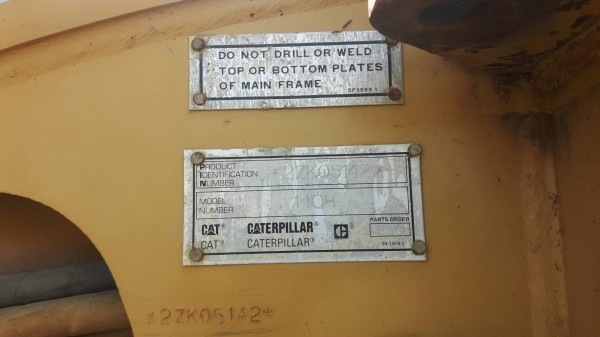 DO NOT DRILL OR WELD
TOP OR BOTTOM PLATES
OF MAIN FRAME
PRODUCT
IDENTIFICATION *2ZK05142*
NUMBER
MODEL
NUMBER
PARTS ORDER
CAT® CATERPILLAR®
CAT® CATERPILLAR®
*2ZK05142*